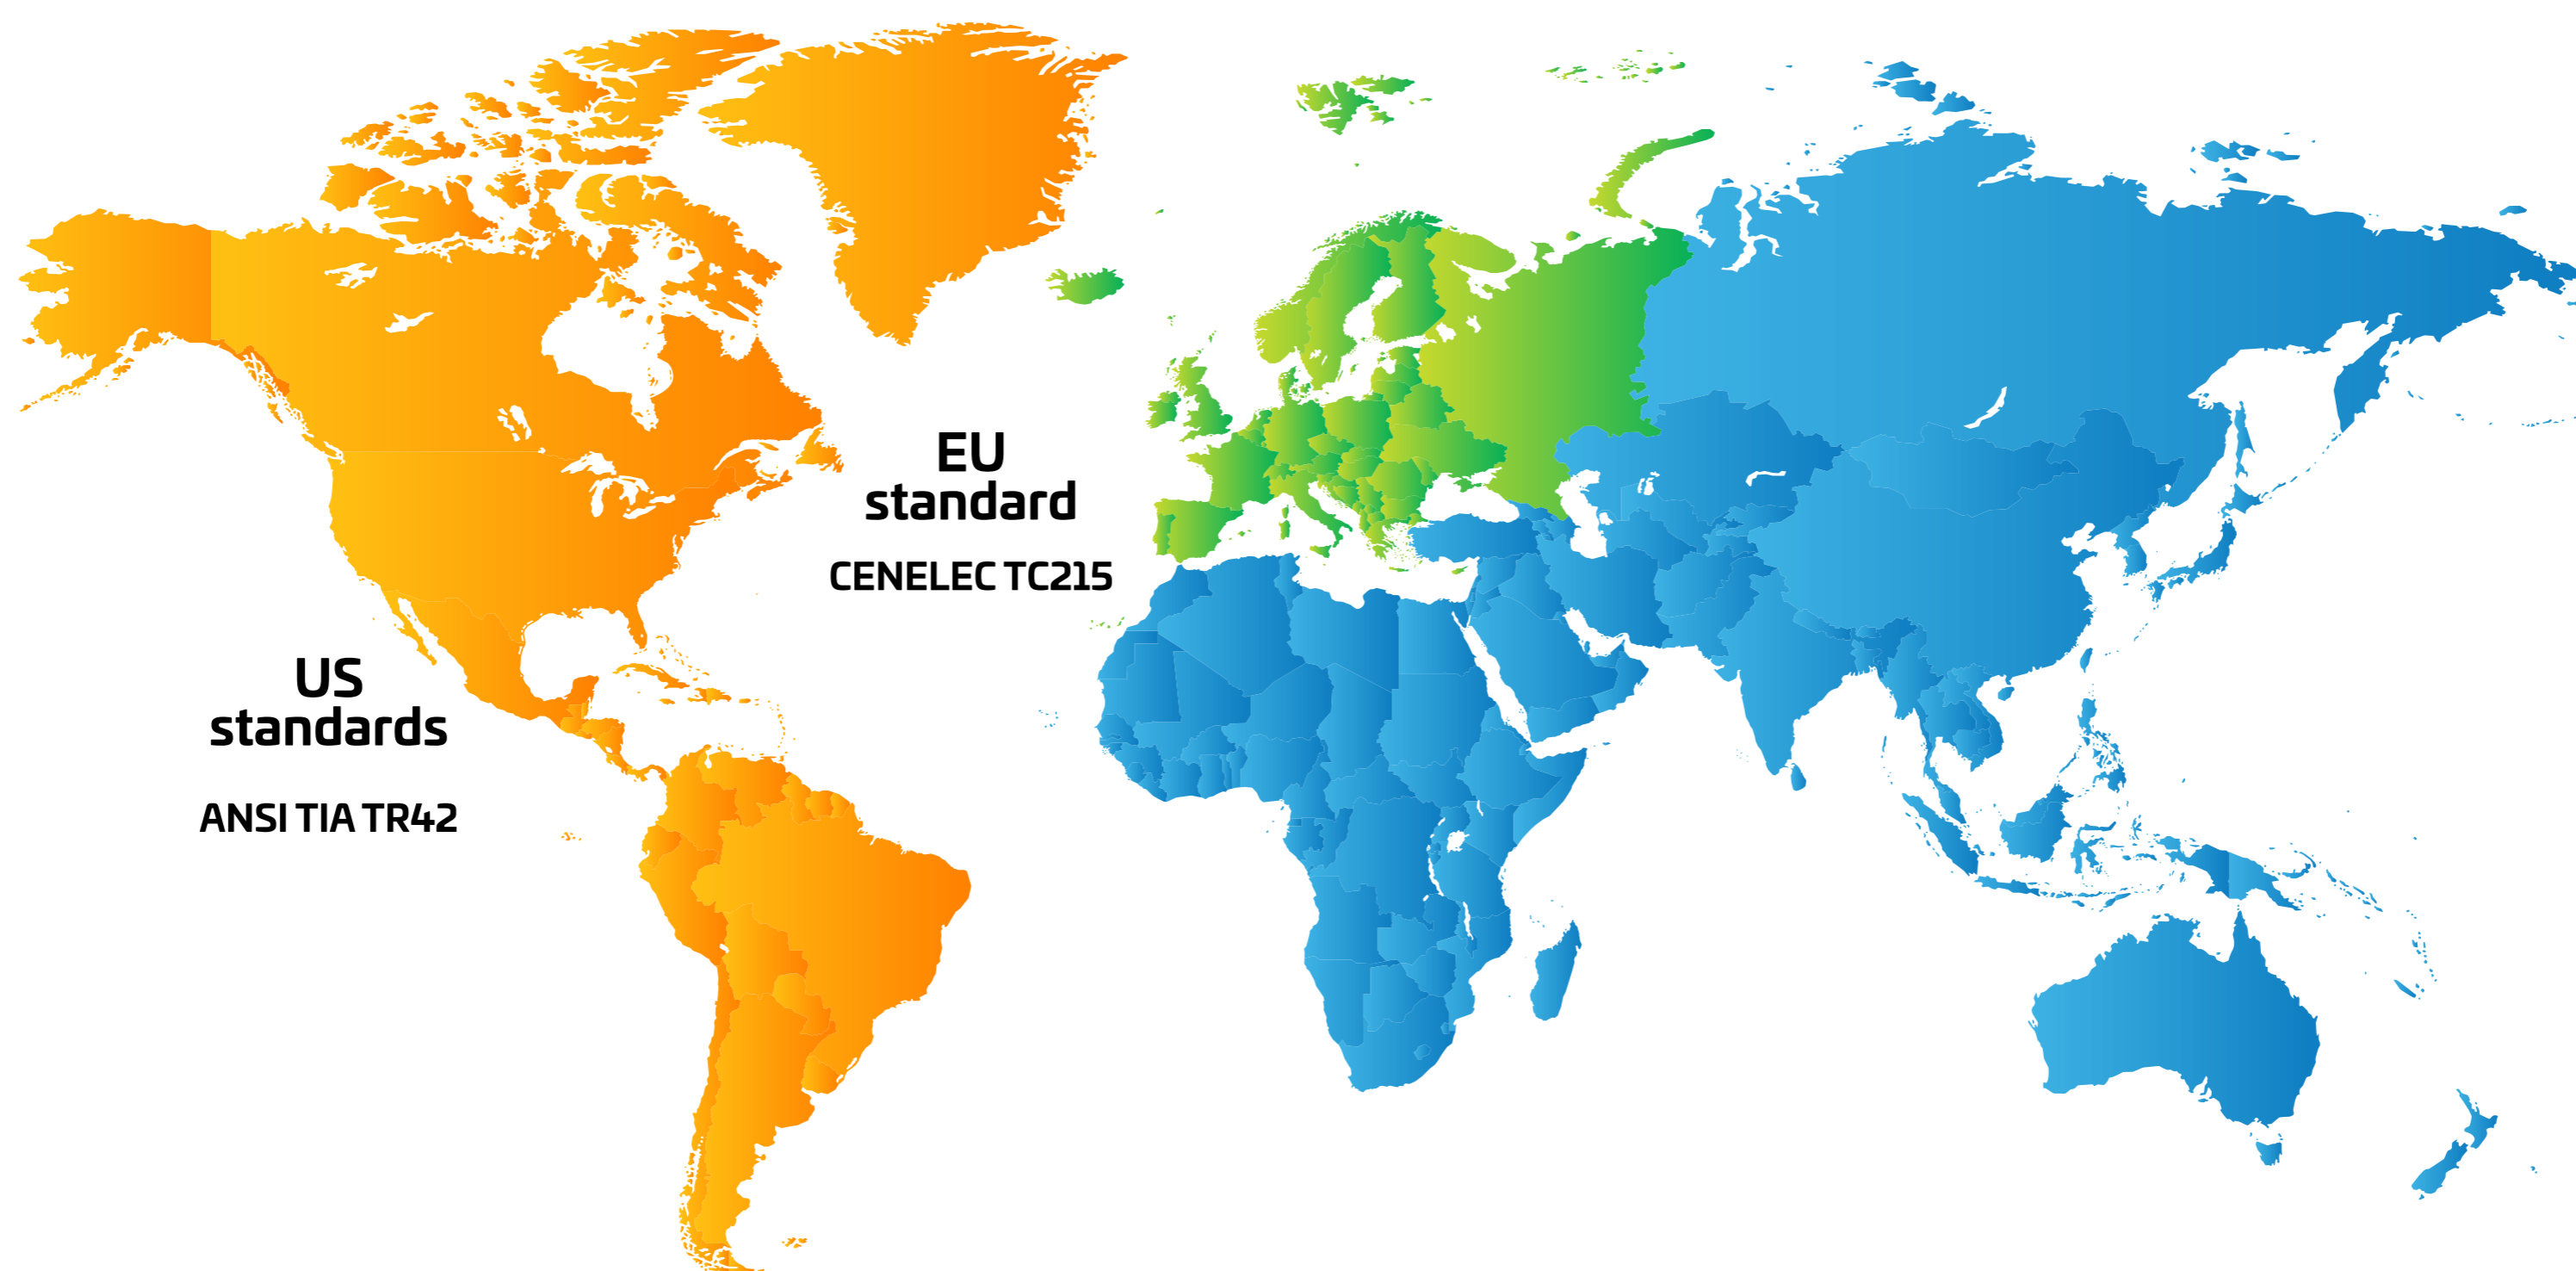 EU
standard
CENELEC TC215
US
standards
ANSI TIA TR42